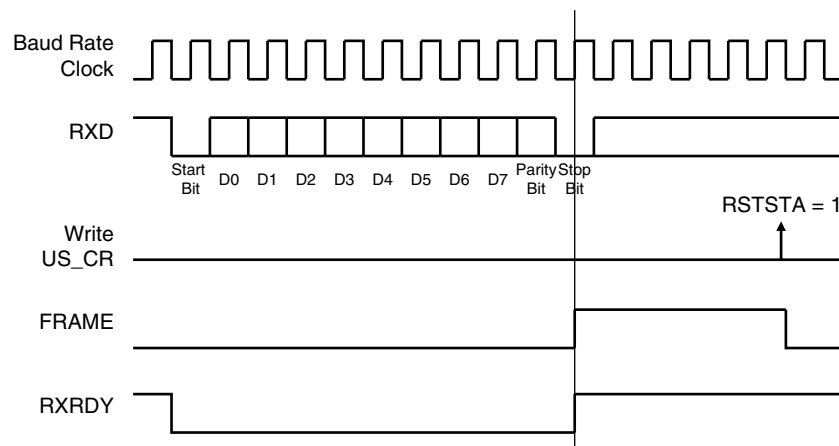 Baud Rate
Clock
RXD
Start
Bit
D0 D1 D2 D3 D4 D5 D6 D7
Parity
Bit
Stop
Bit
RSTSTA = 1
Write
US_CR
FRAME
RXRDY